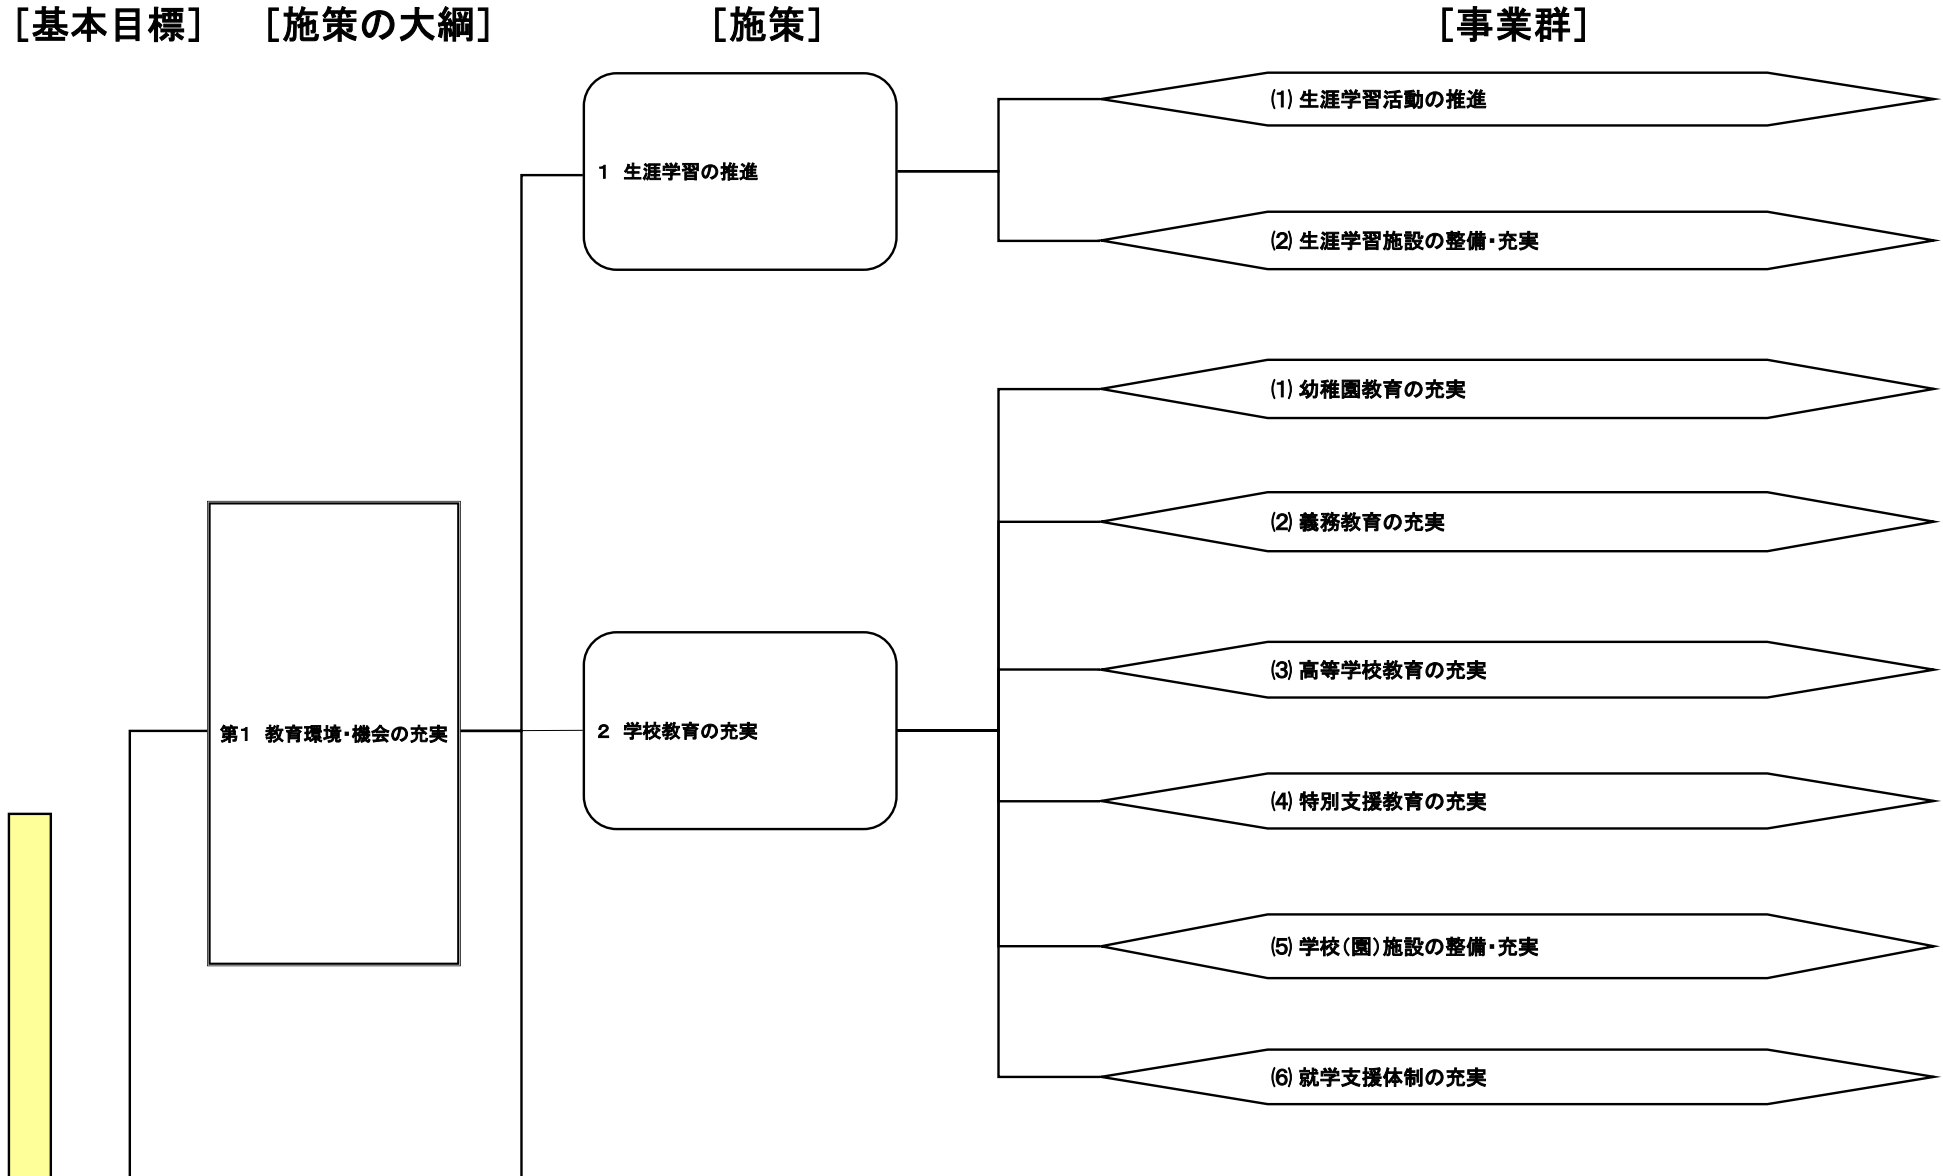 ［基本目標］ ［施策の大綱］ ［施策］ ［事業群］
⑴ 生涯学習活動の推進
1 生涯学習の推進
⑵ 生涯学習施設の整備・充実
⑴ 幼稚園教育の充実
⑵ 義務教育の充実
⑶ 高等学校教育の充実
第1 教育環境・機会の充実
2 学校教育の充実
⑷ 特別支援教育の充実
⑸ 学校（園）施設の整備・充実
⑹ 就学支援体制の充実